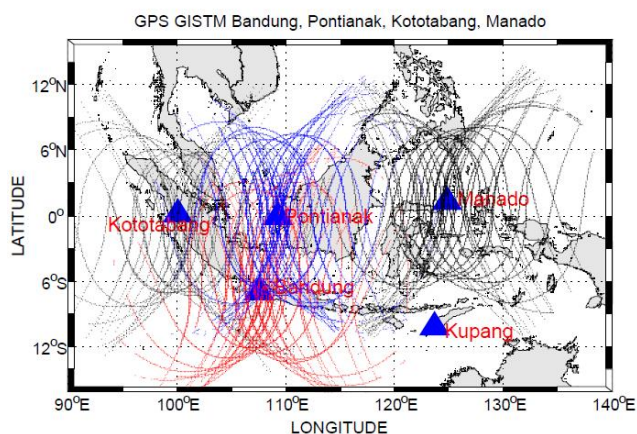 GPS GISTM Bandung, Pontianak, Kototabang, Manado
12°N
6°N
0°
6°S
12°S
LATITUDE
Manado
Pontianak
Kototabang
Bandung
Kupang
90°E
100°E
110°E
120°E
130°E
140°E
LONGITUDE